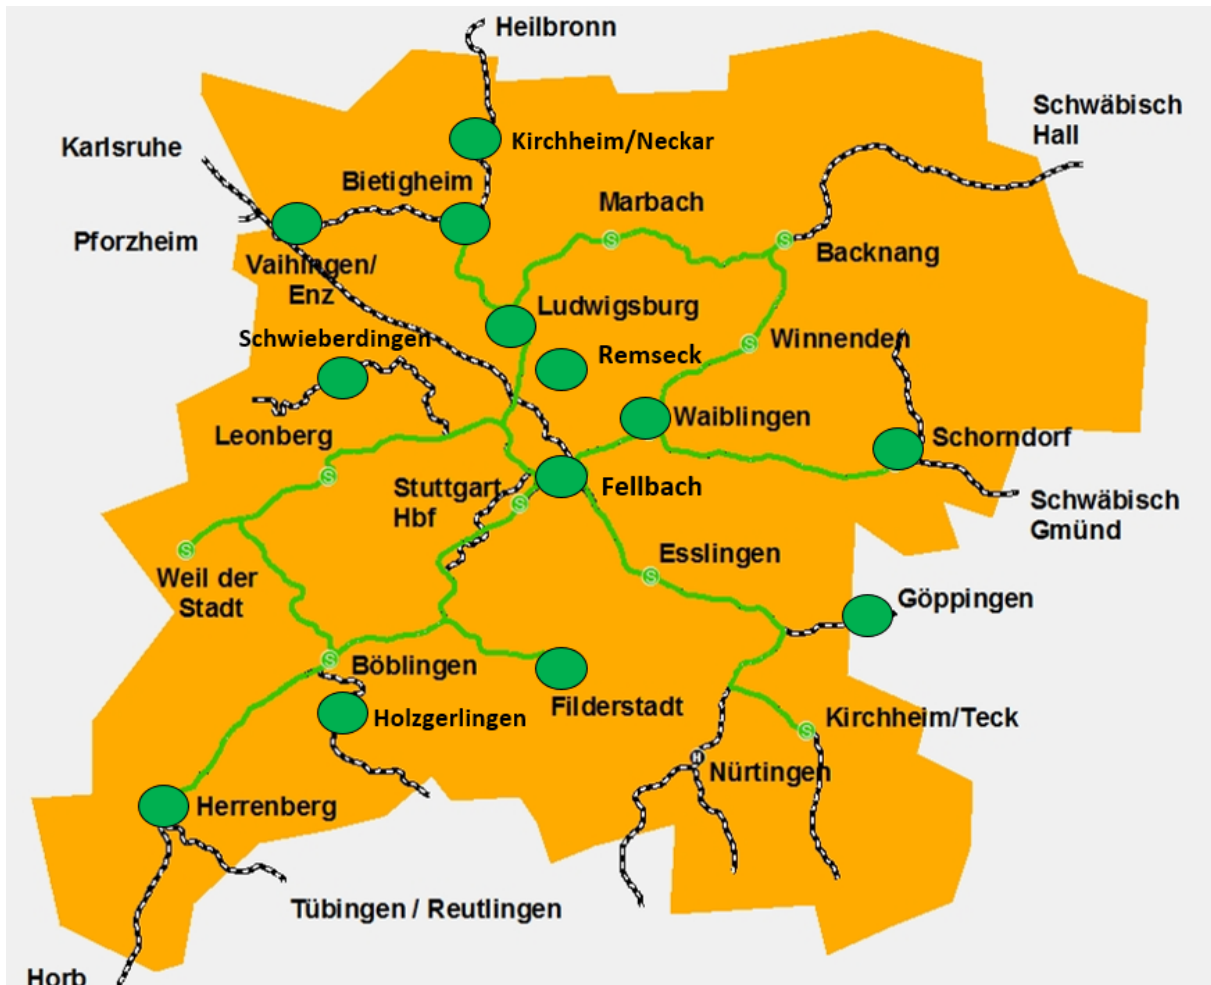 Heilbronn
Schwäbisch
Hall
Karlsruhe
Kirchheim/Neckar
Bietigheim
Marbach
Pforzheim
Backnang
Vaihingen/
Enz
Ludwigsburg
Schwieberdingen
Winnenden
Remseck
Waiblingen
Leonberg
Schorndorf
Stuttgart
Hbf
Fellbach
Schwäbisch
Gmünd
Esslingen
Weil der
Stadt
Göppingen
Böblingen
Filderstadt
Holzgerlingen
Kirchheim/Teck
Nürtingen
Herrenberg
Tübingen / Reutlingen
Horb
S
S
S
S
S
S
S
S
S
H